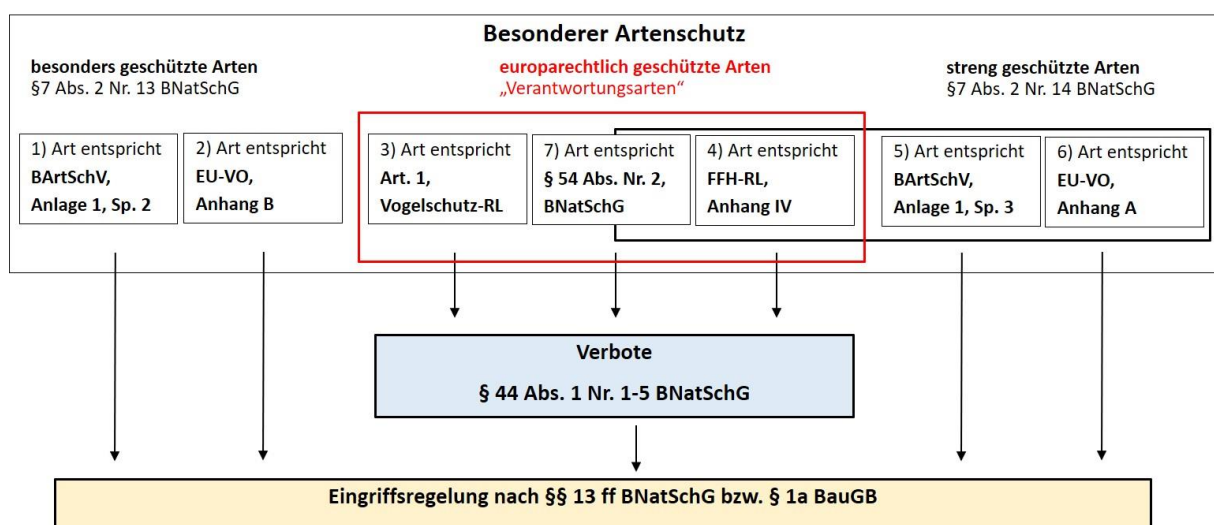 Besonderer Artenschutz
besonders geschützte Arten
§7 Abs. 2 Nr. 13 BNatSchG
europarechtlich geschützte Arten
„Verantwortungsarten“
streng geschützte Arten
§7 Abs. 2 Nr. 14 BNatSchG
1) Art entspricht
BArtSchV,
Anlage 1, Sp. 2
2) Art entspricht
EU-VO,
Anhang B
3) Art entspricht
Art. 1,
Vogelschutz-RL
7) Art entspricht
§ 54 Abs. Nr. 2,
BNatSchG
4) Art entspricht
FFH-RL,
Anhang IV
5) Art entspricht
BArtSchV,
Anlage 1, Sp. 3
6) Art entspricht
EU-VO,
Anhang A
Verbote
§ 44 Abs. 1 Nr. 1-5 BNatSchG
Eingriffsregelung nach §§ 13 ff BNatSchG bzw. § 1a BauGB